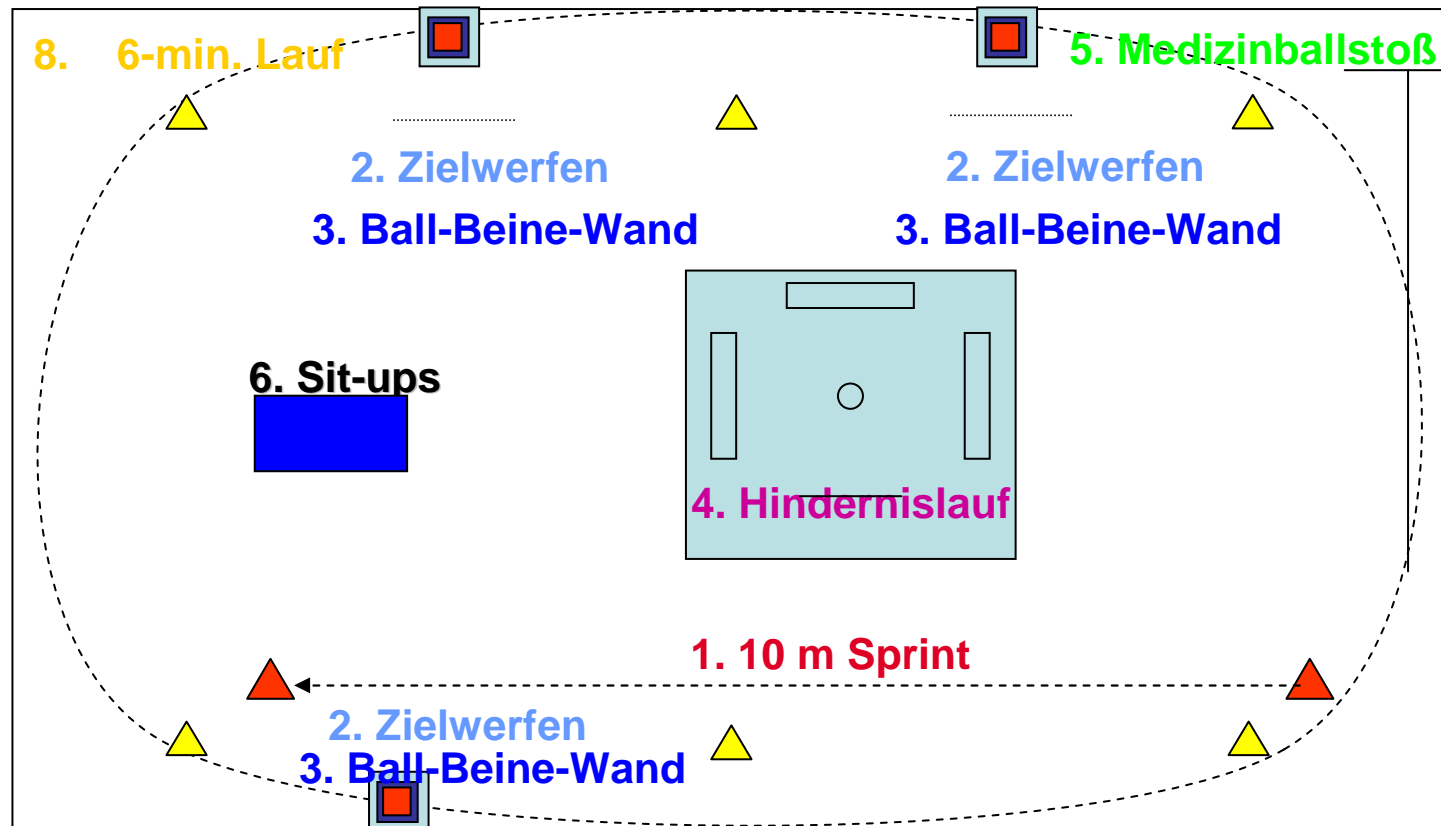 8. 6-min. Lauf
5. Medizinballstoß
2. Zielwerfen
2. Zielwerfen
3. Ball-Beine-Wand
3. Ball-Beine-Wand
6. Sit-ups
4. Hindernislauf
1. 10 m Sprint
2. Zielwerfen
3. Ball-Beine-Wand